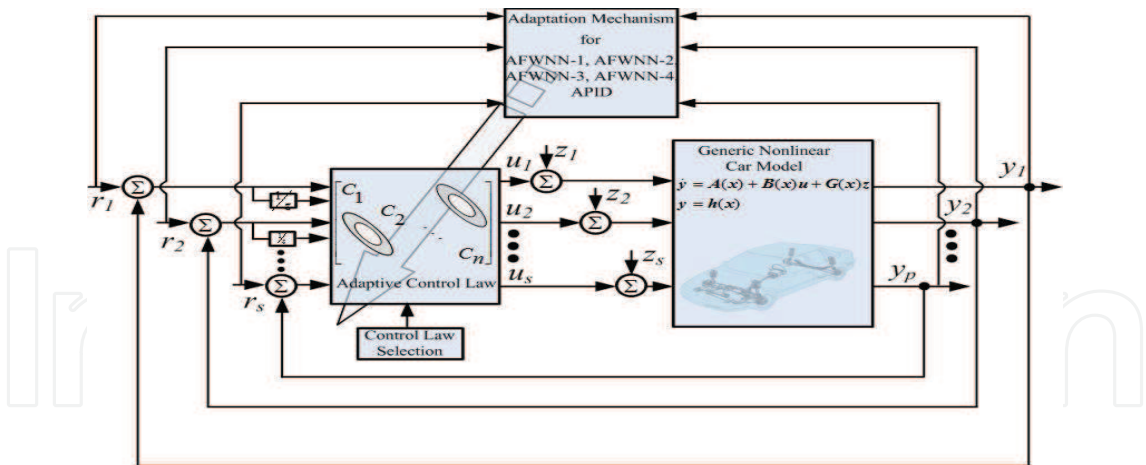 Adaptation Mechanism
for
AFWNN-1, AFWNN-2
AFWNN-3, AFWNN-4
APID
r1
Σ
r2
Σ
rs
Σ
C1
C2
Cn
Adaptive Control Law
Control Law
Selection
u1
u2
us
z1
Σ
z2
Σ
zs
Σ
Generic Nonlinear
Car Model
ẏ = A(x) + B(x)u + G(x)z
y = h(x)
y1
y2
yp